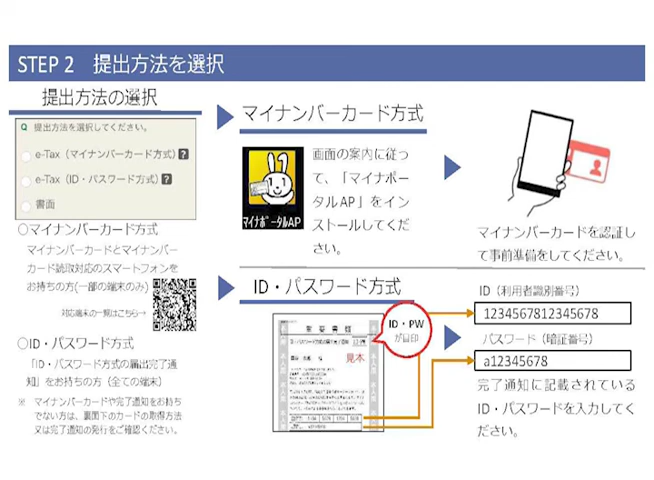 STEP 2 提出方法を選択
提出方法の選択
Q 提出方法を選択してください。
e-Tax（マイナンバーカード方式）?
e-Tax（ID・パスワード方式）?
書面
○マイナンバーカード方式
マイナンバーカードとマイナンバー
カード読取対応のスマートフォンを
お持ちの方(一部の端末のみ)
対応端末の一覧はこちら→
○ID・パスワード方式
「ID・パスワード方式の届出完了通
知」をお持ちの方（全ての端末）
※ マイナンバーカードや完了通知をお持ち
でない方は、裏面下のカードの取得方法
又は完了通知の発行をご確認ください。
マイナンバーカード方式
マイナポータルAP
画面の案内に従っ
て、「マイナポー
タルAP」をイン
ストールしてくだ
さい。
マイナンバーカードを認証し
て事前準備をしてください。
ID・パスワード方式
重要書類
見本
ID・PW
が目印
ID（利用者識別番号）
1234567812345678
パスワード（暗証番号）
a12345678
完了通知に記載されている
ID・パスワードを入力してく
ださい。